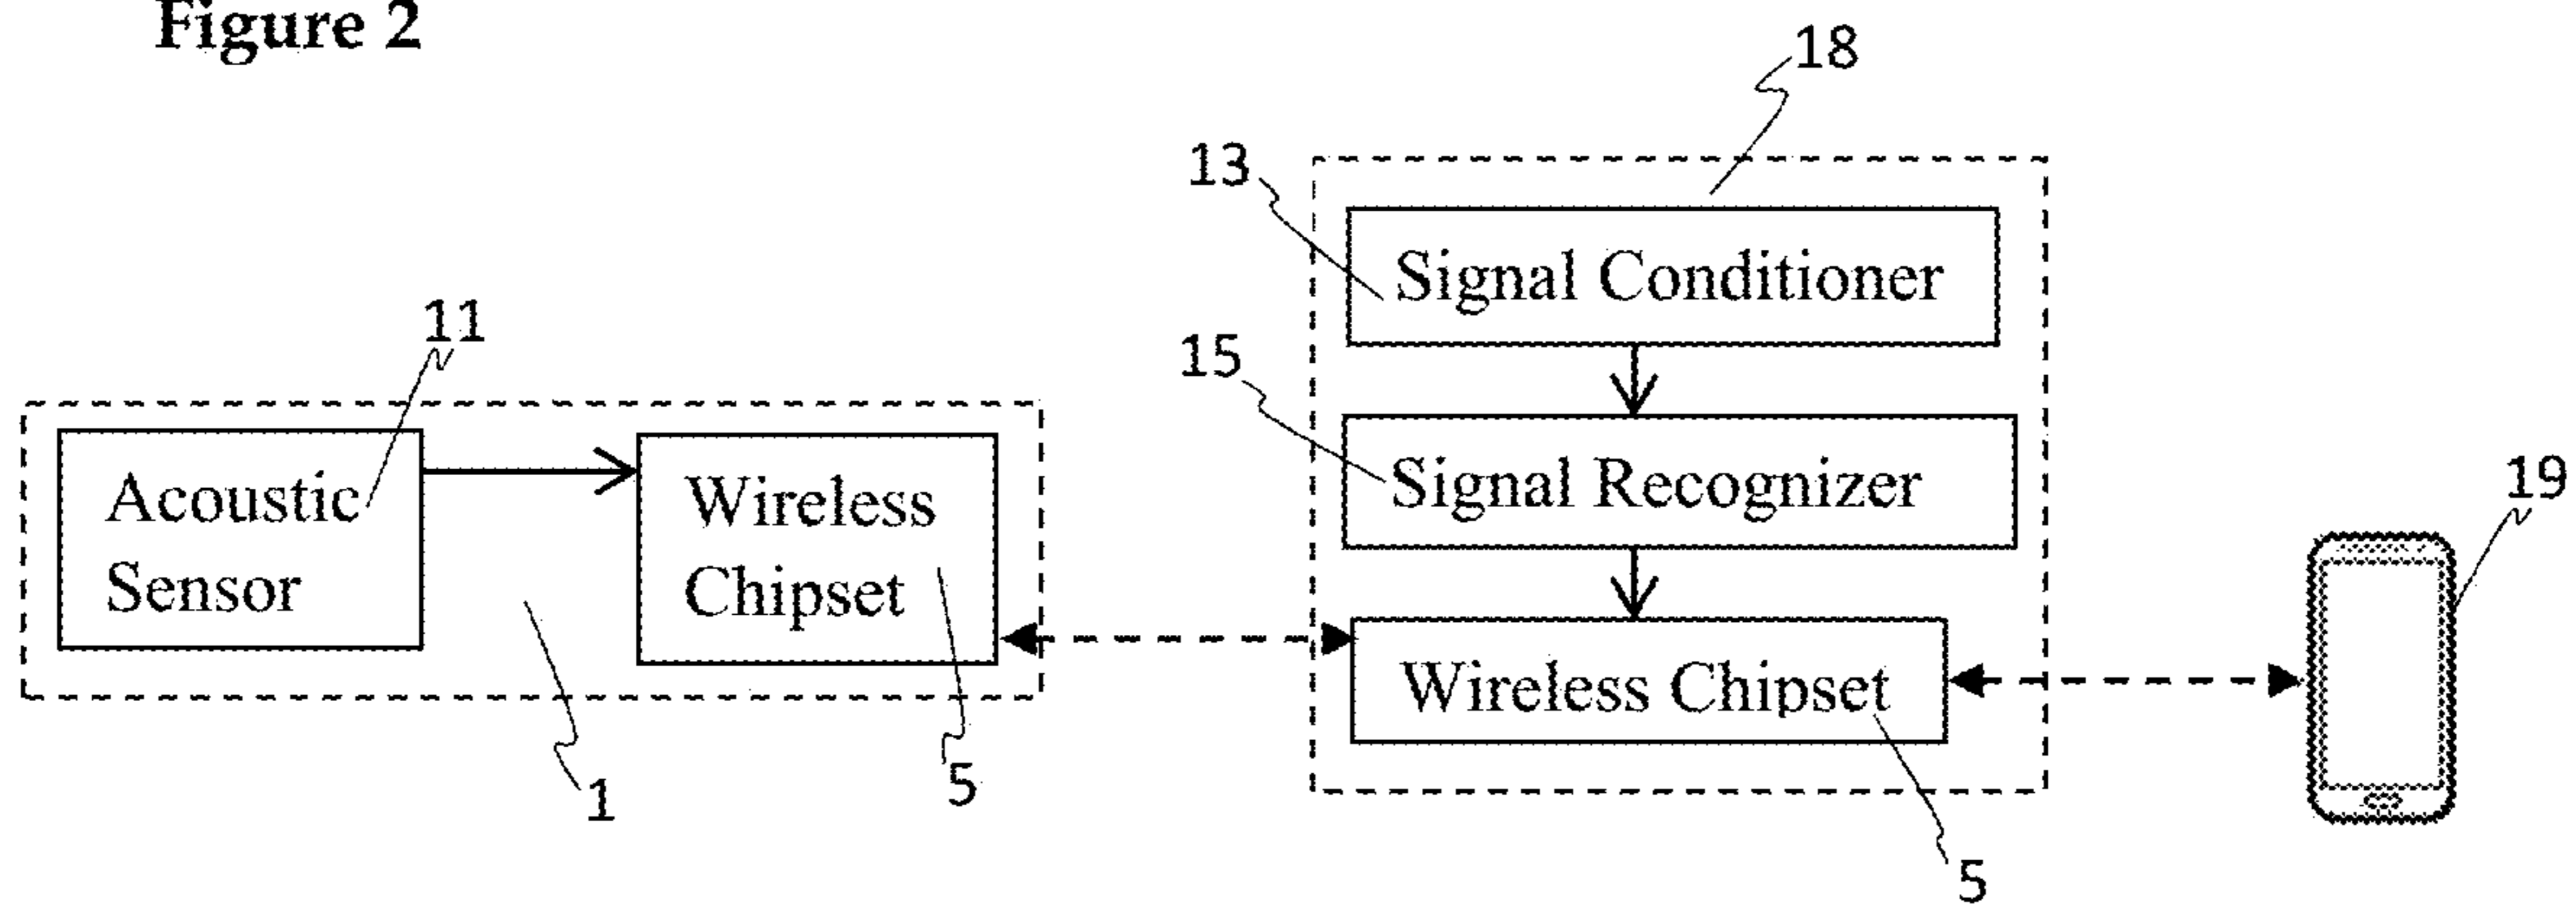 Figure 2
18
13
Signal Conditioner
11
15
Acoustic
Sensor
Wireless
Chipset
Signal Recognizer
19
Wireless Chipset
1
5
5